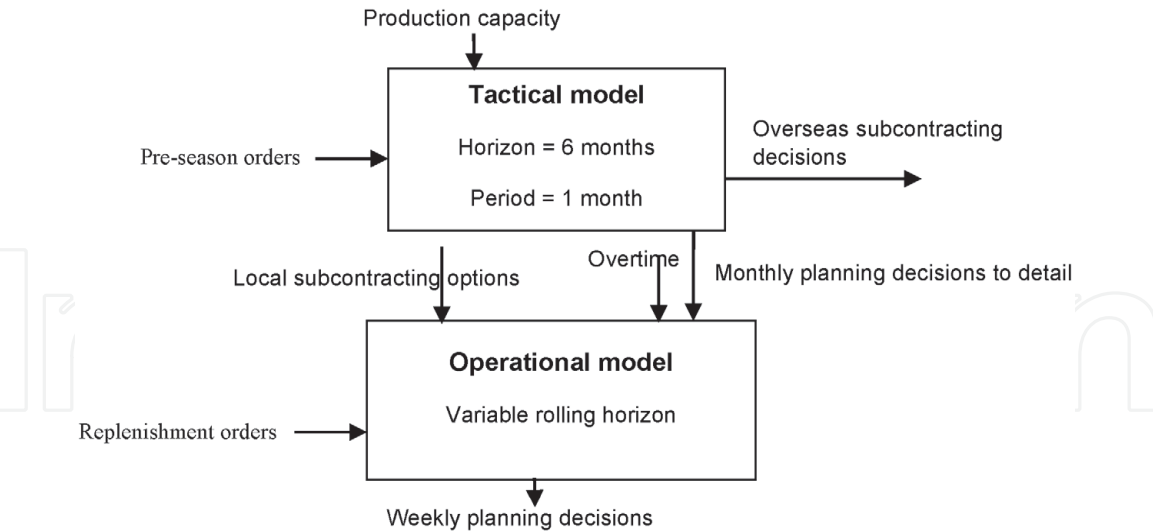 Production capacity
Tactical model
Horizon = 6 months
Period = 1 month
Pre-season orders
Overseas subcontracting
decisions
Local subcontracting options
Overtime
Monthly planning decisions to detail
Operational model
Variable rolling horizon
Replenishment orders
Weekly planning decisions